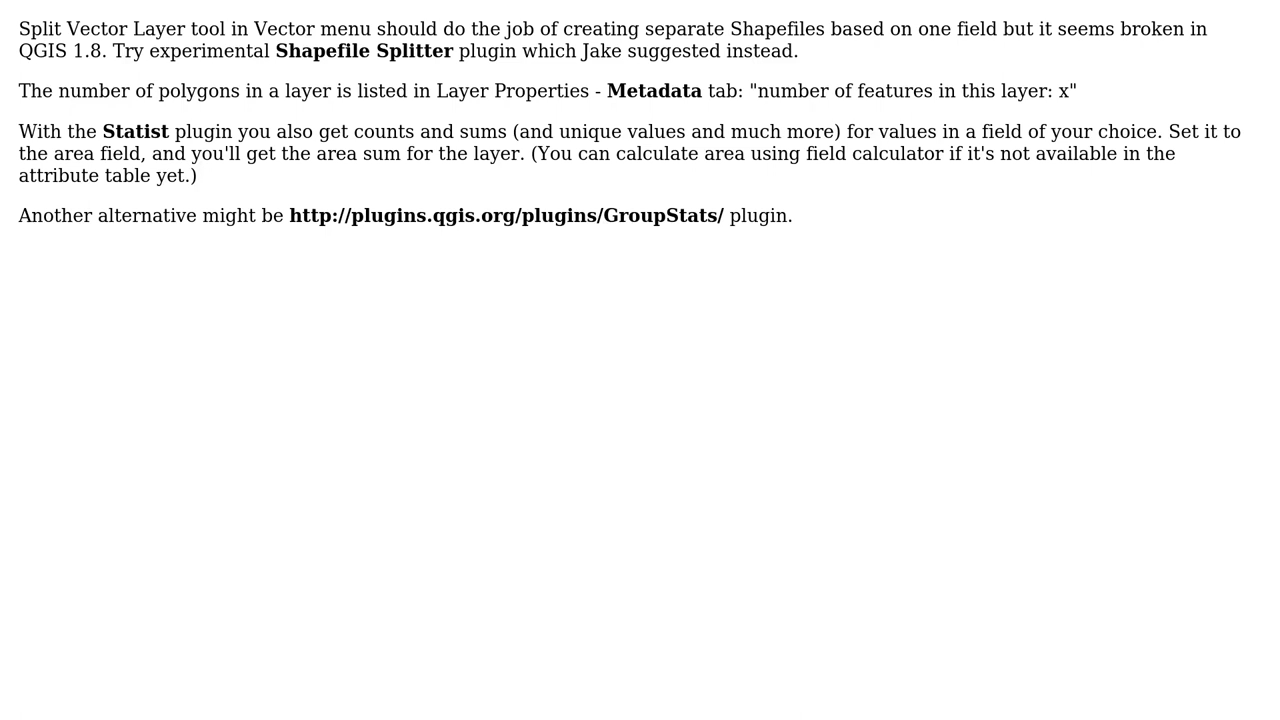 Split Vector Layer tool in Vector menu should do the job of creating separate Shapefiles based on one field but it seems broken in
QGIS 1.8. Try experimental Shapefile Splitter plugin which Jake suggested instead.
The number of polygons in a layer is listed in Layer Properties - Metadata tab: "number of features in this layer: x"
With the Statist plugin you also get counts and sums (and unique values and much more) for values in a field of your choice. Set it to
the area field, and you'll get the area sum for the layer. (You can calculate area using field calculator if it's not available in the
attribute table yet.)
Another alternative might be http://plugins.qgis.org/plugins/GroupStats/ plugin.